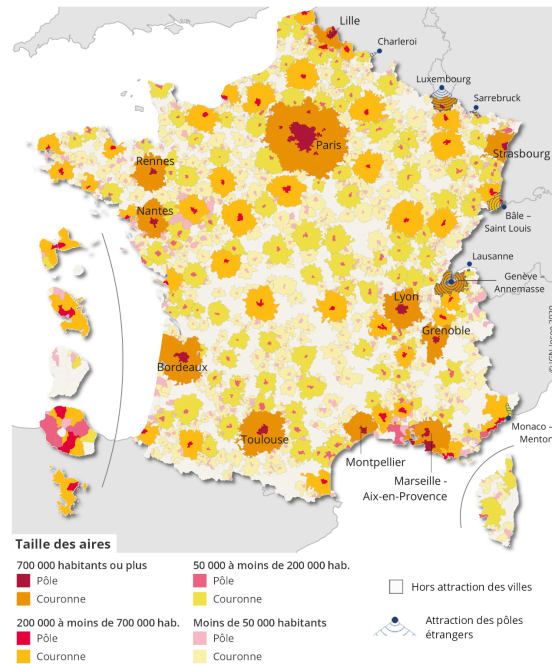 Lille
Charleroi
Luxembourg
Sarrebruck
Paris
Strasbourg
Rennes
Nantes
Bâle –
Saint Louis
Lausanne
Genève –
Annemasse
Lyon
Grenoble
Bordeaux
Toulouse
Montpellier
Marseille -
Aix-en-Provence
Monaco –
Menton
© IGN Insee 2020
Taille des aires
700 000 habitants ou plus
Pôle
Couronne
200 000 à moins de 700 000 hab.
Pôle
Couronne
50 000 à moins de 200 000 hab.
Pôle
Couronne
Moins de 50 000 habitants
Pôle
Couronne
Hors attraction des villes
Attraction des pôles
étrangers